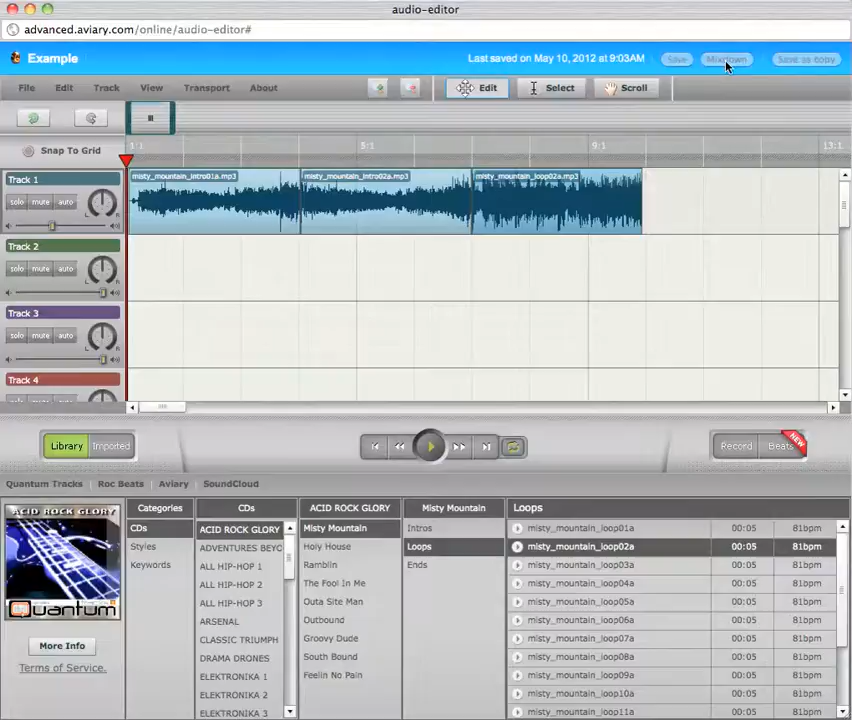 audio-editor
advanced.aviary.com/online/audio-editor#
Example
Last saved on May 10, 2012 at 9:03AM
Save
Mixdown
Save as copy
File
Edit
Track
View
Transport
About
Edit
Select
Scroll
Snap To Grid
1:1
5:1
9:1
13:1
Track 1
solo mute auto
L R
misty_mountain_intro01a.mp3
misty_mountain_intro02a.mp3
misty_mountain_loop02a.mp3
Track 2
solo mute auto
L R
Track 3
solo mute auto
L R
Track 4
solo mute auto
Library
Imported
Record
Beats
NEW
Quantum Tracks
Roc Beats
Aviary
SoundCloud
ACID ROCK GLORY
Quantum
More Info
Terms of Service.
Categories
CDs
Styles
Keywords
CDs
ACID ROCK GLORY
ADVENTURES BEYO
ALL HIP-HOP 1
ALL HIP-HOP 2
ALL HIP-HOP 3
ARSENAL
CLASSIC TRIUMPH
DRAMA DRONES
ELEKTRONIKA 1
ELEKTRONIKA 2
ELEKTRONIKA 3
ACID ROCK GLORY
Misty Mountain
Holy House
Ramblin
The Fool In Me
Outa Site Man
Outbound
Groovy Dude
South Bound
Feelin No Pain
Misty Mountain
Intros
Loops
Ends
Loops
misty_mountain_loop01a 00:05 81bpm
misty_mountain_loop02a 00:05 81bpm
misty_mountain_loop03a 00:05 81bpm
misty_mountain_loop04a 00:05 81bpm
misty_mountain_loop05a 00:05 81bpm
misty_mountain_loop06a 00:05 81bpm
misty_mountain_loop07a 00:05 81bpm
misty_mountain_loop08a 00:05 81bpm
misty_mountain_loop09a 00:05 81bpm
misty_mountain_loop10a 00:05 81bpm
misty_mountain_loop11a 00:05 81bpm